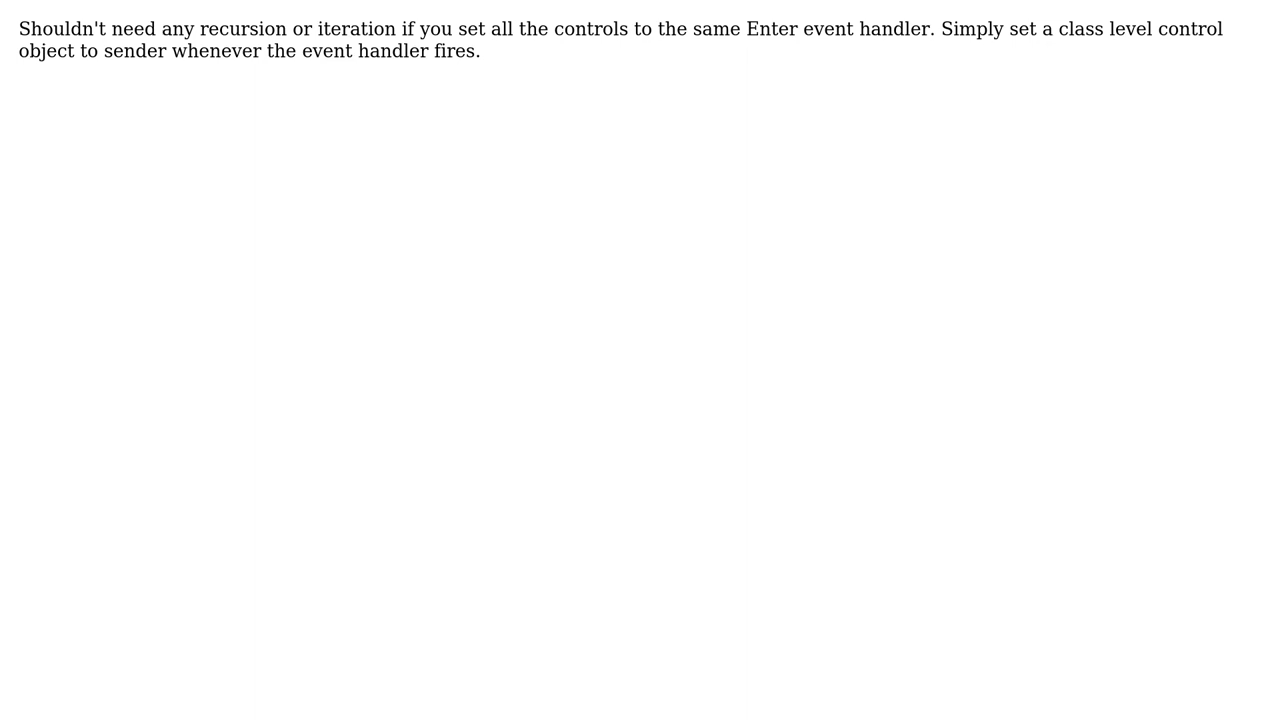 Shouldn't need any recursion or iteration if you set all the controls to the same Enter event handler. Simply set a class level control
object to sender whenever the event handler fires.